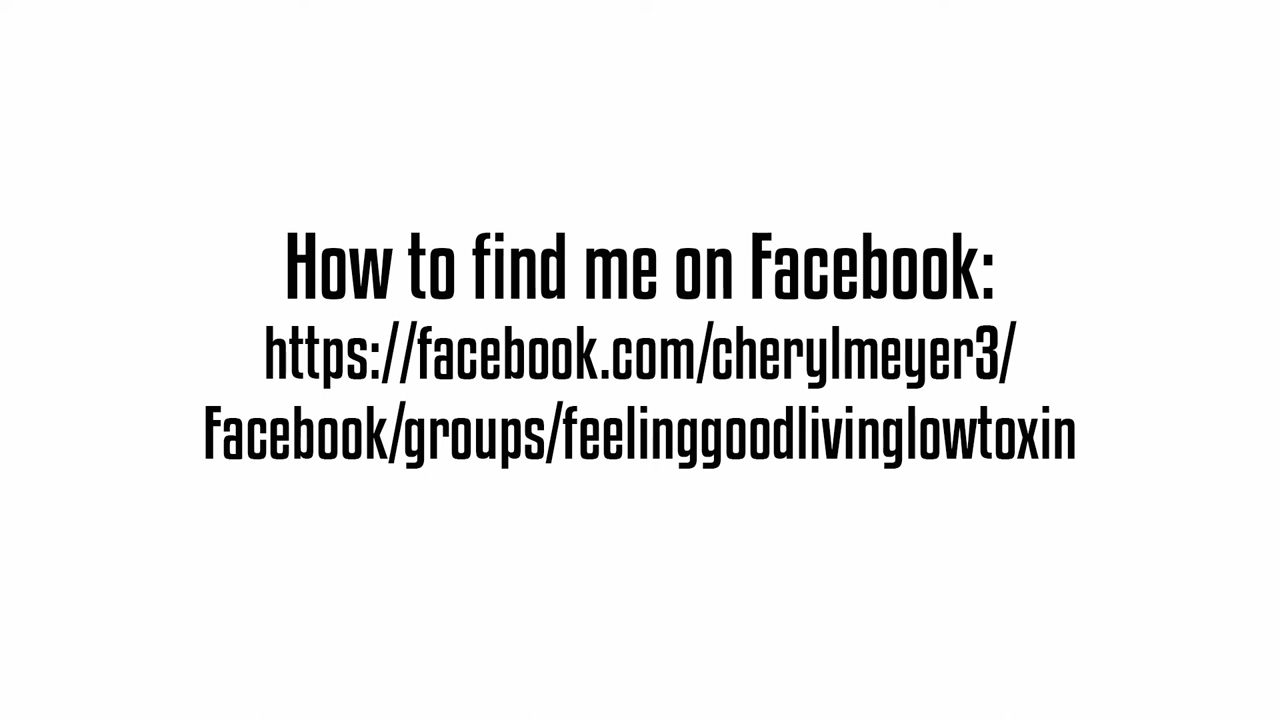 How to find me on Facebook:
https://facebook.com/cherylmeyer3/
Facebook/groups/feelinggoodlivinglowtoxin